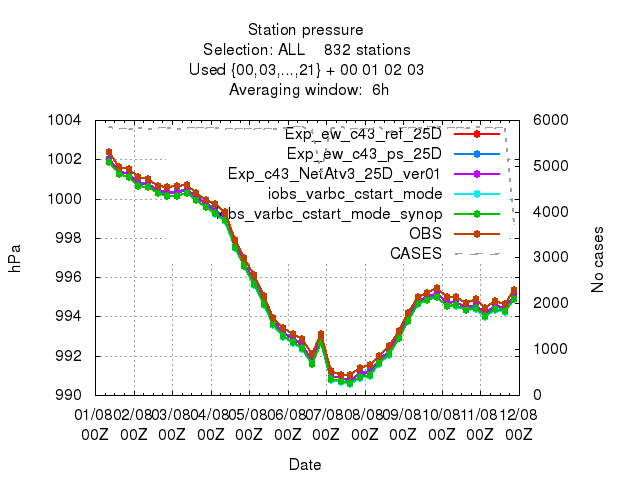 Station pressure
Selection: ALL    832 stations
Used {00,03,...,21} + 00 01 02 03
Averaging window:  6h
1004
1002
1000
998
996
994
992
990
hPa
6000
5000
4000
3000
2000
1000
0
No cases
Exp_ew_c43_ref_25D
Exp_ew_c43_ps_25D
Exp_c43_NetAtv3_25D_ver01
iobs_varbc_cstart_mode
iobs_varbc_cstart_mode_synop
OBS
CASES
01/08 02/08 03/08 04/08 05/08 06/08 07/08 08/08 09/08 10/08 11/08 12/08
00Z 00Z 00Z 00Z 00Z 00Z 00Z 00Z 00Z 00Z 00Z 00Z
Date